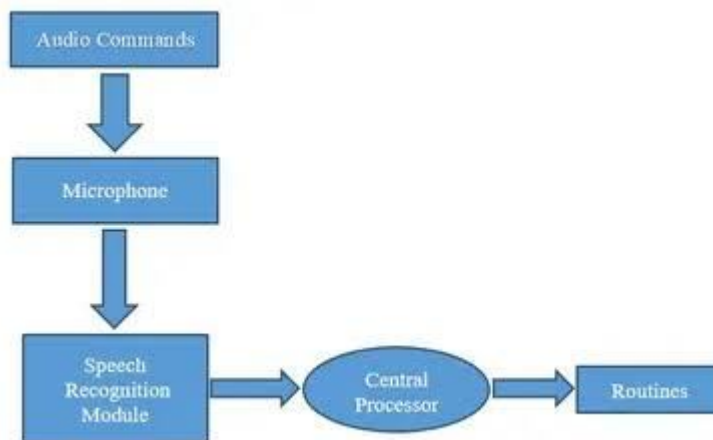 Audio Commands
Microphone
Speech
Recognition
Module
Central
Processor
Routines